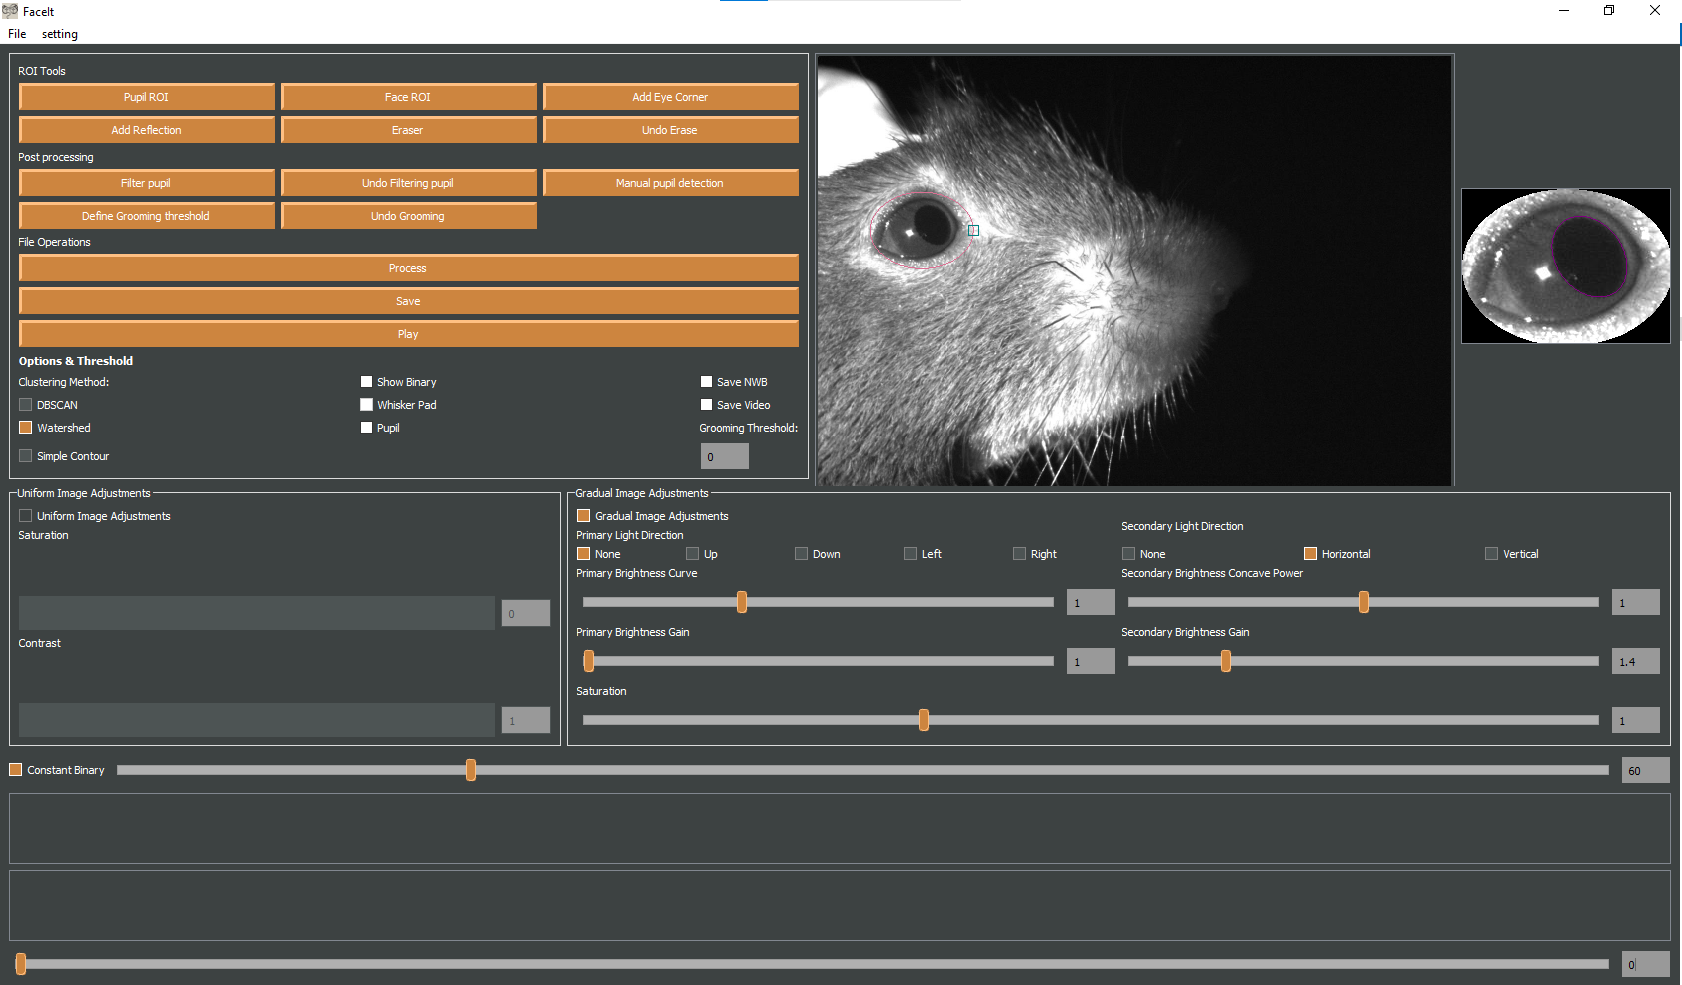 FaceIt
File setting
ROI Tools
Pupil ROI Face ROI Add Eye Corner
Add Reflection Eraser Undo Erase
Post processing
Filter pupil Undo Filtering pupil Manual pupil detection
Define Grooming threshold Undo Grooming
File Operations
Process
Save
Play
Options & Threshold
Clustering Method: Show Binary Save NWB
DBSCAN Whisker Pad Save Video
Watershed Pupil Grooming Threshold:
Simple Contour 0
Uniform Image Adjustments
Uniform Image Adjustments
Saturation
0
Contrast
1
Gradual Image Adjustments
Gradual Image Adjustments
Primary Light Direction Secondary Light Direction
None Up Down Left Right None Horizontal Vertical
Primary Brightness Curve Secondary Brightness Concave Power
1 1
Primary Brightness Gain Secondary Brightness Gain
1 1.4
Saturation
1
Constant Binary 60
0